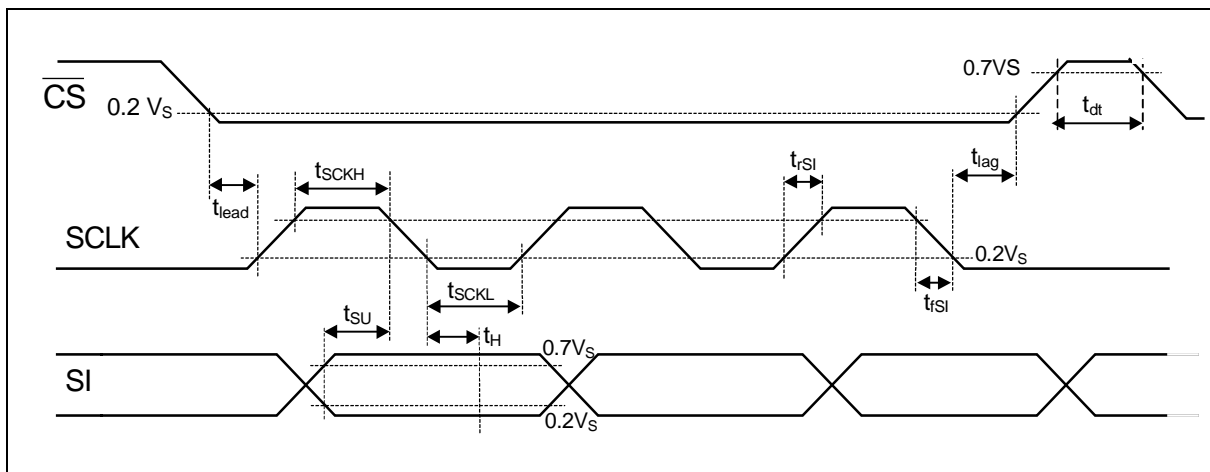 0.7VS
CS
0.2 VS
tdt
tSCKH
trSI
tlag
tlead
SCLK
0.2VS
tSCKL
tfSI
tSU
tH
0.7VS
SI
0.2VS